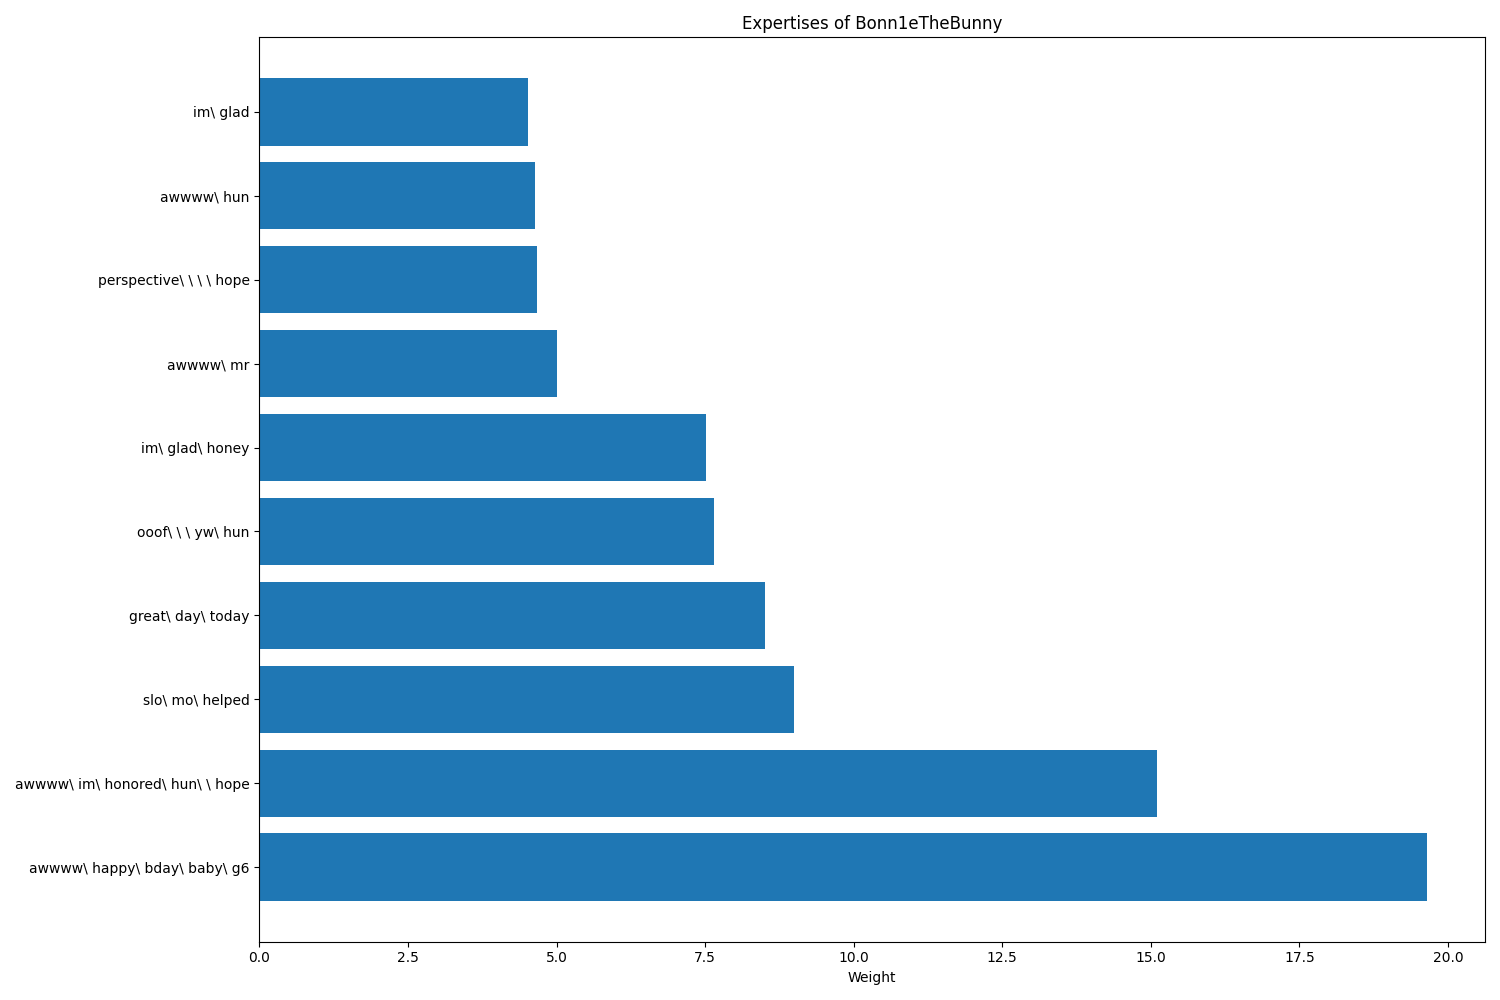 Expertises of Bonn1eTheBunny
im\ glad
awwww\ hun
perspective\ \ \ \ hope
awwww\ mr
im\ glad\ honey
ooof\ \ \ yw\ hun
great\ day\ today
slo\ mo\ helped
awwww\ im\ honored\ hun\ \ hope
awwww\ happy\ bday\ baby\ g6
0.0 2.5 5.0 7.5 10.0 12.5 15.0 17.5 20.0
Weight